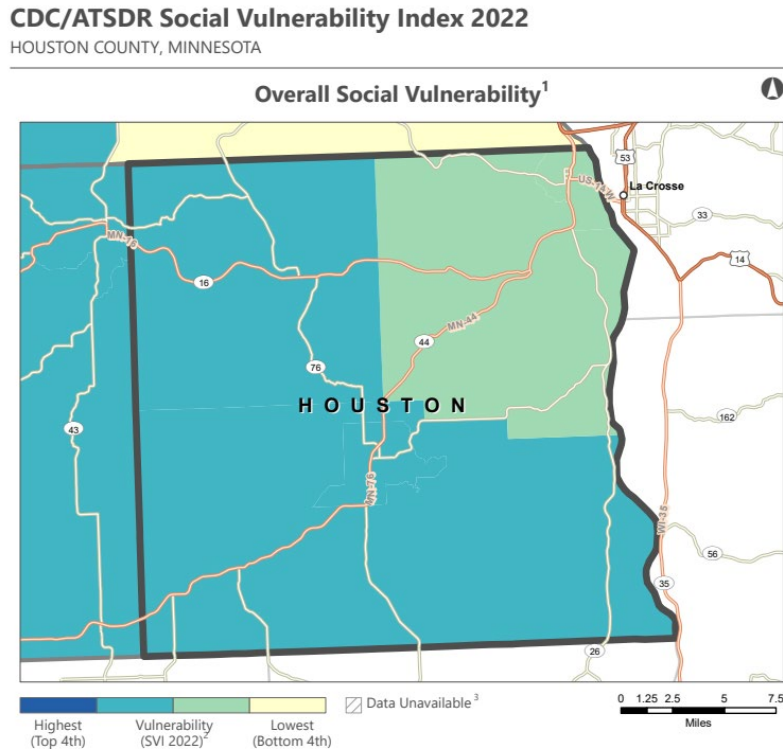 CDC/ATSDR Social Vulnerability Index 2022
HOUSTON COUNTY, MINNESOTA
Overall Social Vulnerability1
53
US-14 W
La Crosse
33
MN-16
14
16
MN-44
44
76
HOUSTON
162
43
MN-76
WI-35
56
35
26
Highest
(Top 4th)
Vulnerability
(SVI 2022)2
Lowest
(Bottom 4th)
Data Unavailable3
0 1.25 2.5 5 7.5
Miles